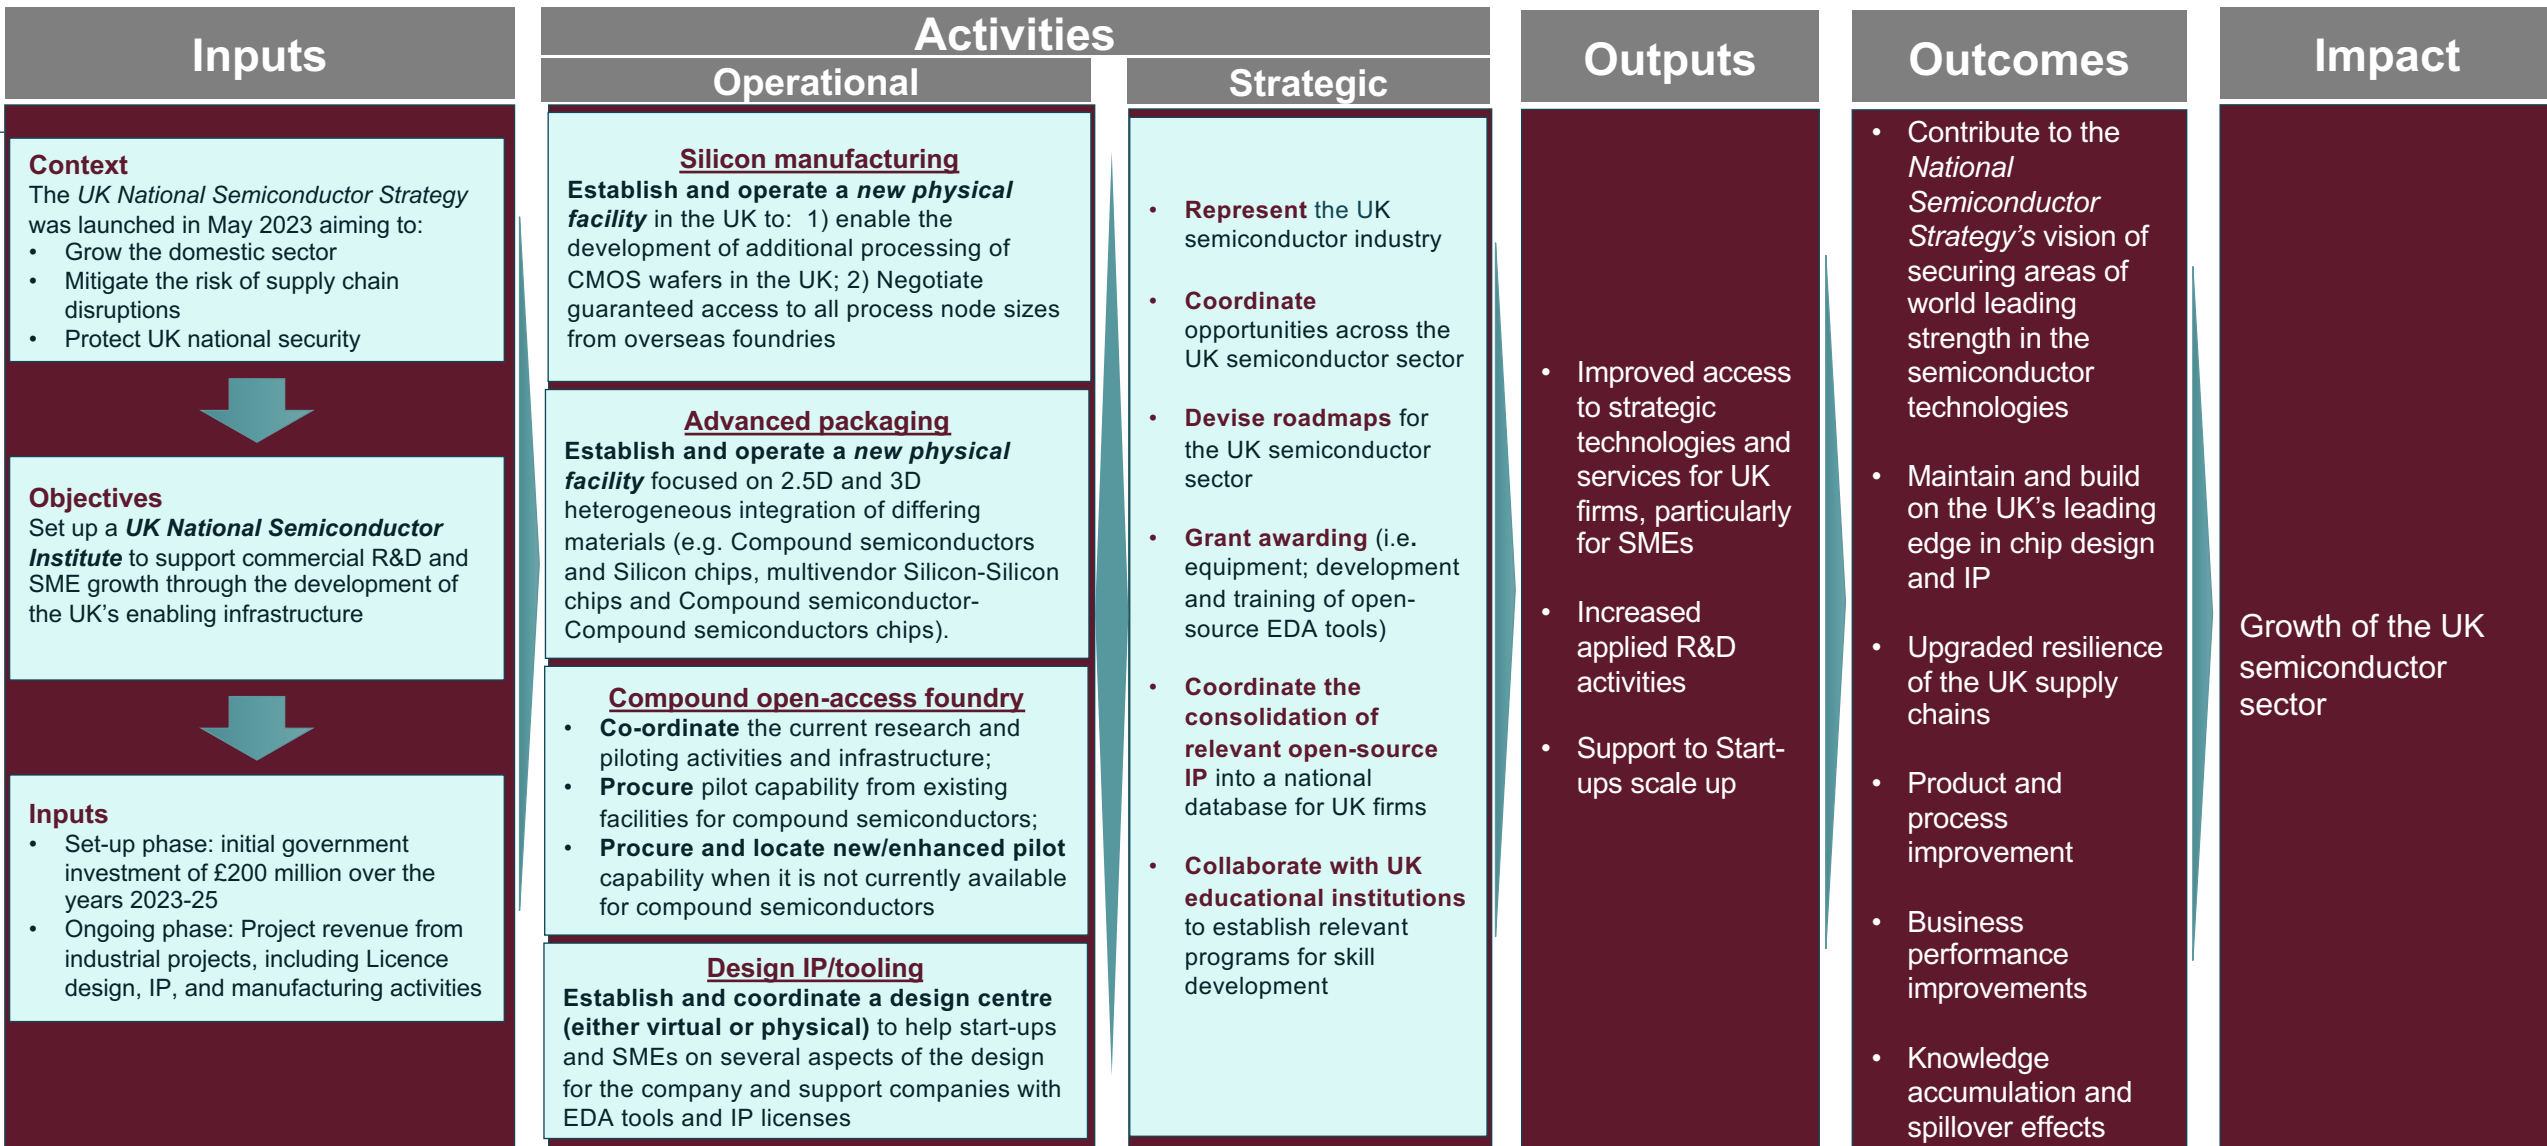 Inputs
Context
The UK National Semiconductor Strategy
was launched in May 2023 aiming to:
• Grow the domestic sector
• Mitigate the risk of supply chain
disruptions
• Protect UK national security
Objectives
Set up a UK National Semiconductor
Institute to support commercial R&D and
SME growth through the development of
the UK's enabling infrastructure
Inputs
• Set-up phase: initial government
investment of £200 million over the
years 2023-25
• Ongoing phase: Project revenue from
industrial projects, including Licence
design, IP, and manufacturing activities
Activities
Operational
Silicon manufacturing
Establish and operate a new physical
facility in the UK to: 1) enable the
development of additional processing of
CMOS wafers in the UK; 2) Negotiate
guaranteed access to all process node sizes
from overseas foundries
Advanced packaging
Establish and operate a new physical
facility focused on 2.5D and 3D
heterogeneous integration of differing
materials (e.g. Compound semiconductors
and Silicon chips, multivendor Silicon-Silicon
chips and Compound semiconductor-
Compound semiconductors chips).
Compound open-access foundry
• Co-ordinate the current research and
piloting activities and infrastructure;
• Procure pilot capability from existing
facilities for compound semiconductors;
• Procure and locate new/enhanced pilot
capability when it is not currently available
for compound semiconductors
Design IP/tooling
Establish and coordinate a design centre
(either virtual or physical) to help start-ups
and SMEs on several aspects of the design
for the company and support companies with
EDA tools and IP licenses
Strategic
• Represent the UK
semiconductor industry
• Coordinate
opportunities across the
UK semiconductor sector
• Devise roadmaps for
the UK semiconductor
sector
• Grant awarding (i.e.
equipment; development
and training of open-
source EDA tools)
• Coordinate the
consolidation of
relevant open-source
IP into a national
database for UK firms
• Collaborate with UK
educational institutions
to establish relevant
programs for skill
development
Outputs
• Improved access
to strategic
technologies and
services for UK
firms, particularly
for SMEs
• Increased
applied R&D
activities
• Support to Start-
ups scale up
Outcomes
• Contribute to the
National
Semiconductor
Strategy's vision of
securing areas of
world leading
strength in the
semiconductor
technologies
• Maintain and build
on the UK's leading
edge in chip design
and IP
• Upgraded resilience
of the UK supply
chains
• Product and
process
improvement
• Business
performance
improvements
• Knowledge
accumulation and
spillover effects
Impact
Growth of the UK
semiconductor
sector